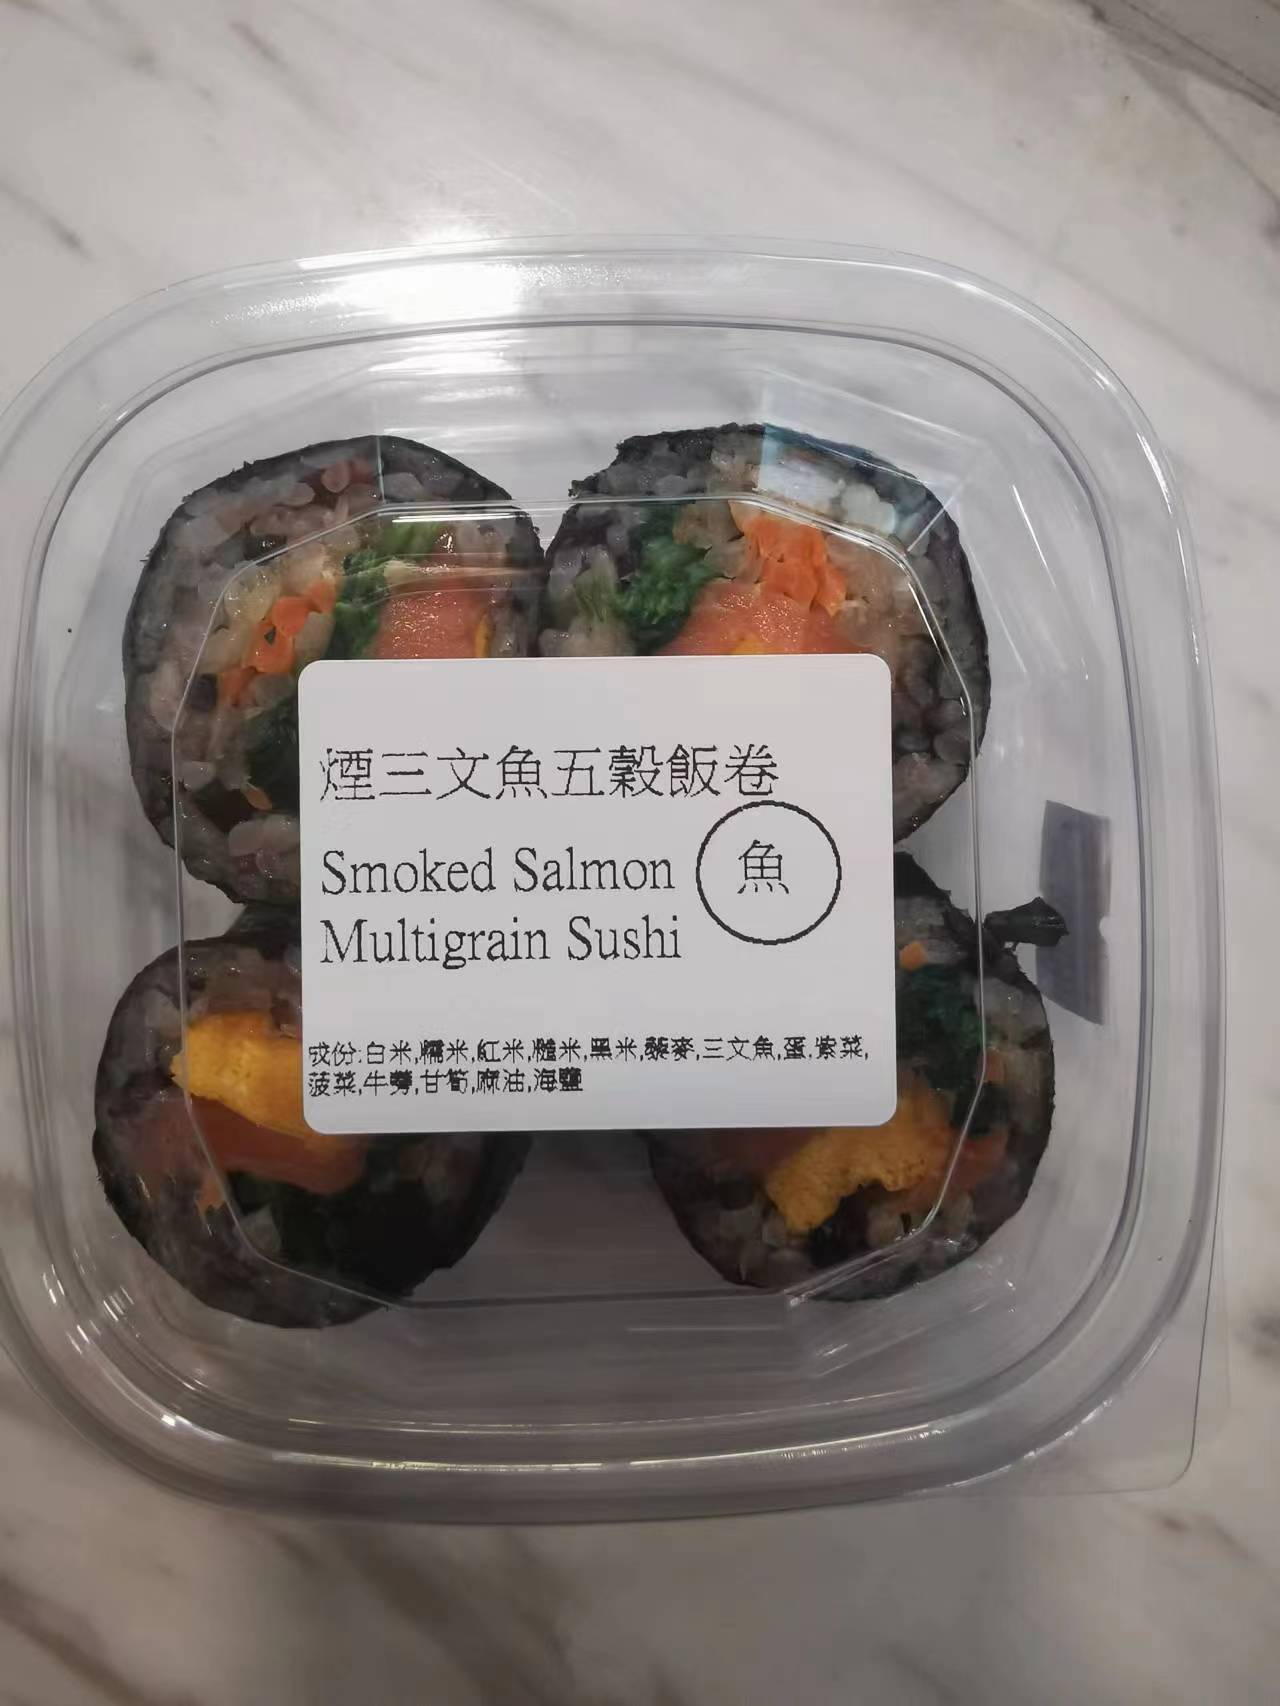 煙三文魚五穀飯卷
Smoked Salmon
魚
Multigrain Sushi
成份:白米,糯米,紅米,糙米,黑米,藜麥,三文魚,蛋,紫菜,
菠菜,牛蒡,甘筍,麻油,海鹽